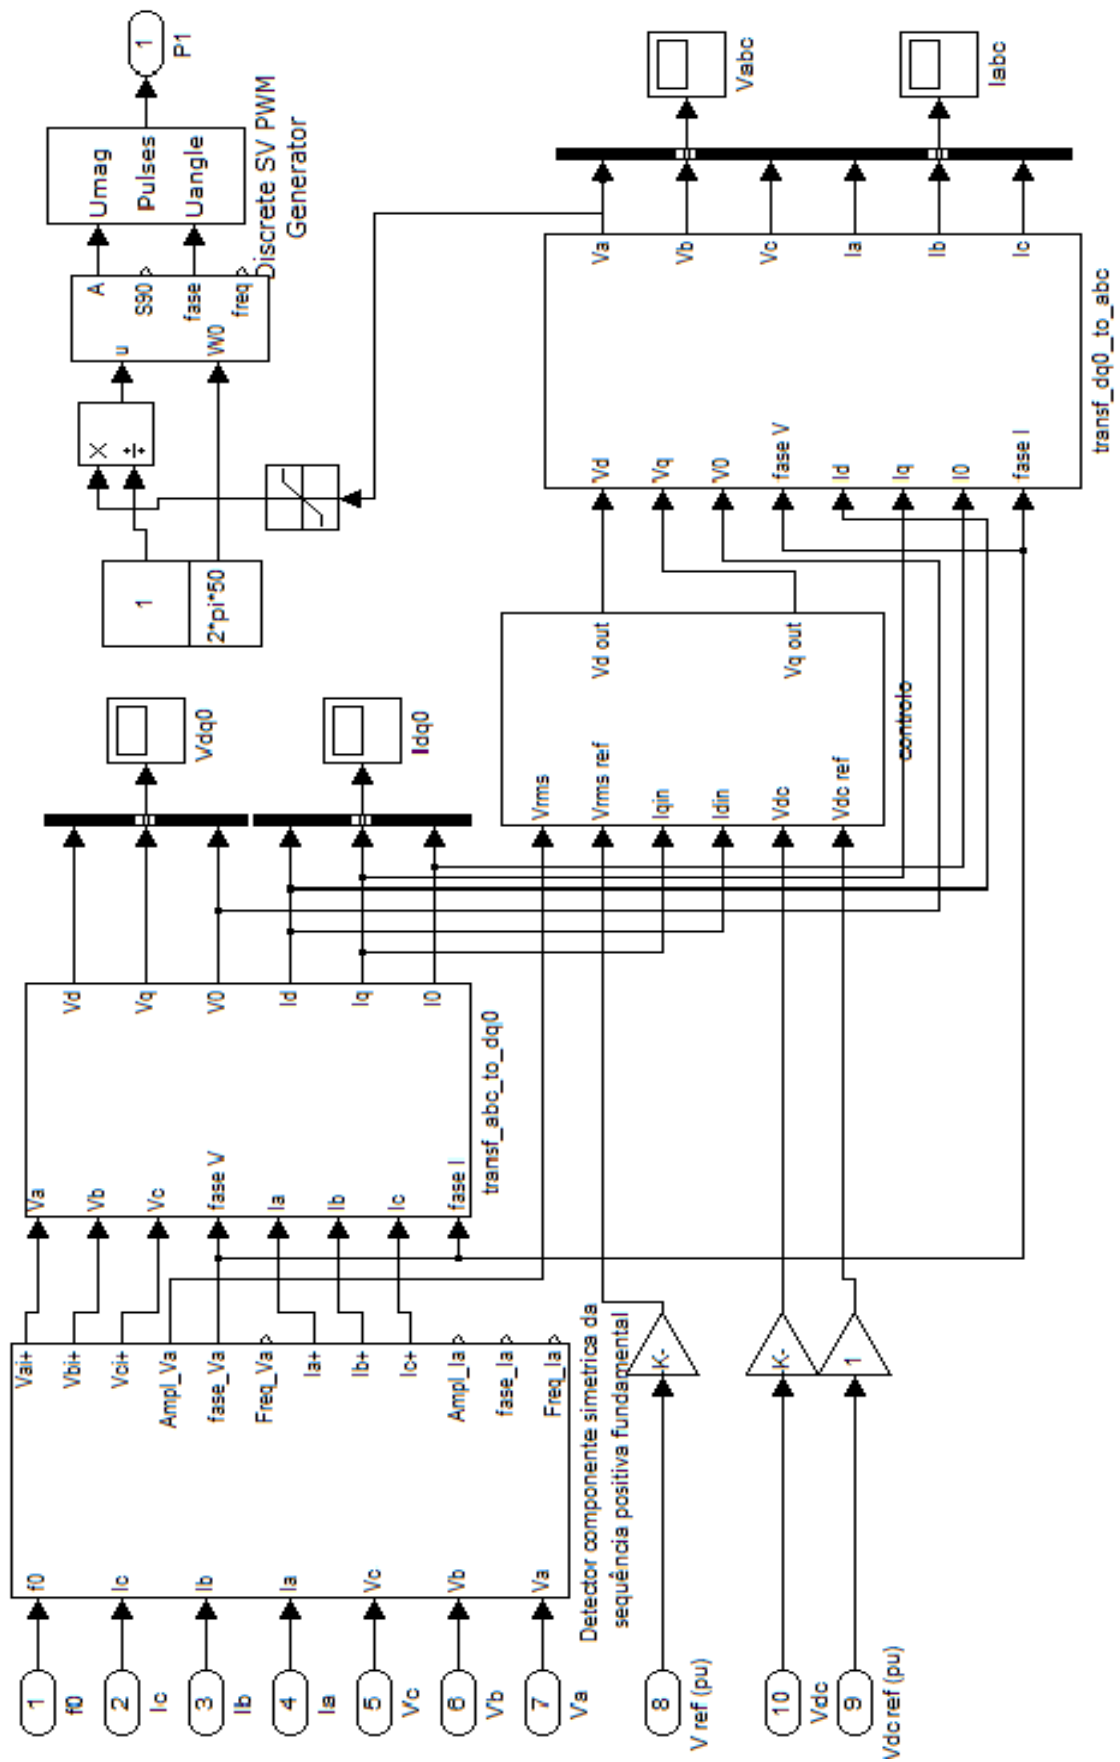 1
f0
2
Ic
3
Ib
4
Ia
5
Vc
6
Vb
7
Va
8
V ref (pu)
10
Vdc
9
Vdc ref (pu)
f0
Ic
Ib
Ia
Vc
Vb
Va
Vai+
Vbi+
Vci+
Ampl_Va
fase_Va
Freq_Va
Ia+
Ib+
Ic+
Ampl_Ia
fase_Ia
Freq_Ia
Detector componente simetrica da
sequência positiva fundamental
-K-
-K-
1
Va
Vb
Vc
fase V
Ia
Ib
Ic
fase I
Vd
Vq
V0
Id
Iq
I0
transf_abc_to_dq0
Vdq0
Idq0
Vrms
Vrms ref
Iqin
Idin
Vdc
Vdc ref
Vd out
Vq out
controlo
1
2*pi*50
×
÷
u
W0
A
S90
fase
freq
Umag
Pulses
Uangle
Discrete SV PWM
Generator
1
P1
Vd
Vq
V0
fase V
Id
Iq
I0
fase I
Va
Vb
Vc
Ia
Ib
Ic
transf_dq0_to_abc
Vabc
Iabc